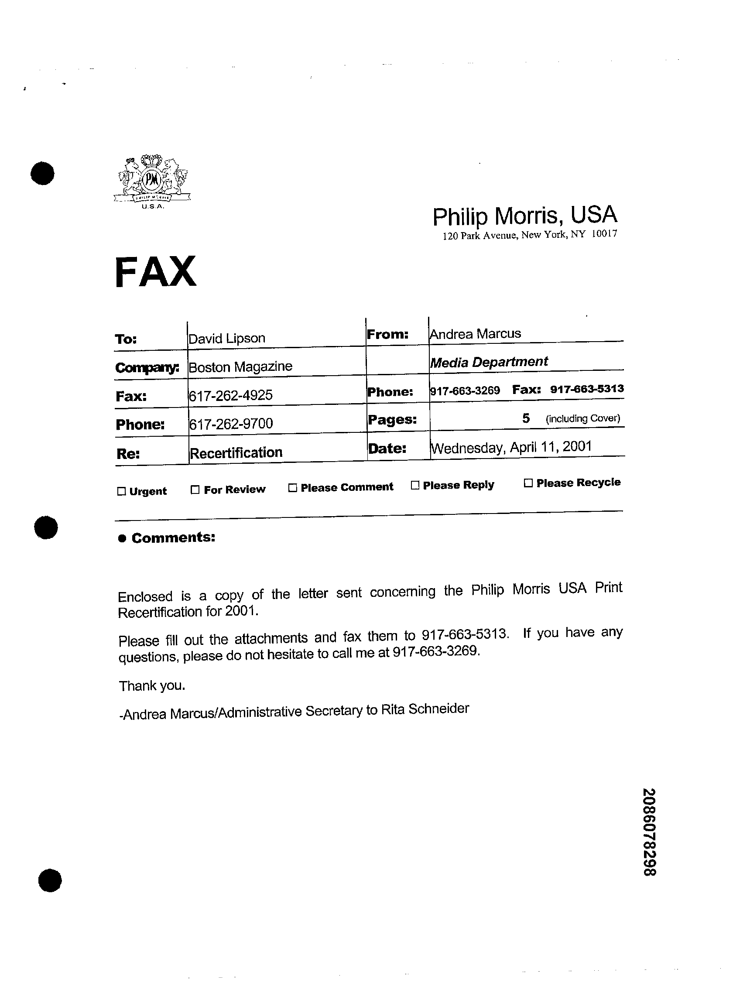 PM
PHILIP MORRIS
U.S.A.
Philip Morris, USA
120 Park Avenue, New York, NY 10017
FAX
To: David Lipson From: Andrea Marcus
Company: Boston Magazine Media Department
Fax: 617-262-4925 Phone: 917-663-3269 Fax: 917-663-5313
Phone: 617-262-9700 Pages: 5 (including Cover)
Re: Recertification Date: Wednesday, April 11, 2001
☐ Urgent ☐ For Review ☐ Please Comment ☐ Please Reply ☐ Please Recycle
● Comments:
Enclosed is a copy of the letter sent concerning the Philip Morris USA Print
Recertification for 2001.
Please fill out the attachments and fax them to 917-663-5313. If you have any
questions, please do not hesitate to call me at 917-663-3269.
Thank you.
-Andrea Marcus/Administrative Secretary to Rita Schneider
2086078298